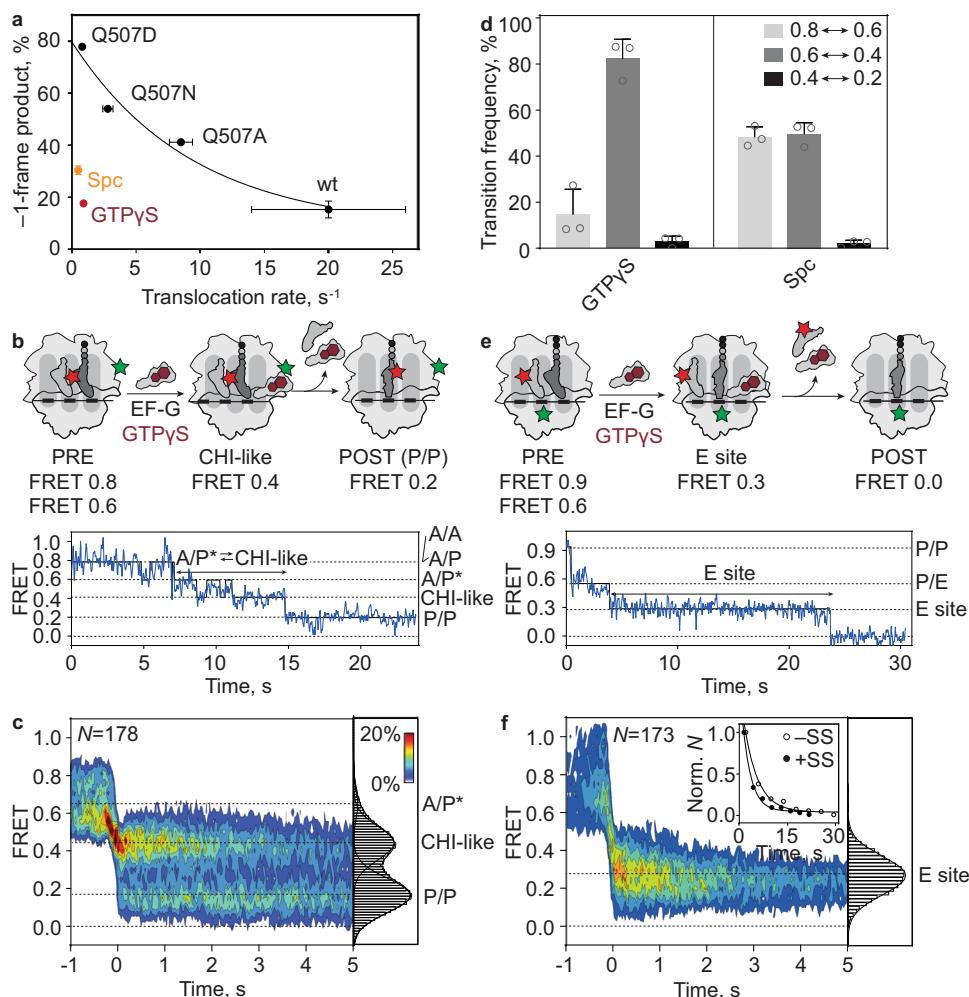 a
−1-frame product, %
80
60
40
20
0
Q507D
Q507N
Q507A
wt
Spc
GTPγS
0 5 10 15 20 25
Translocation rate, s⁻¹
d
Transition frequency, %
80
60
40
20
0
0.8↔0.6
0.6↔0.4
0.4↔0.2
GTPγS
Spc
b
EF-G
GTPγS
PRE
FRET 0.8
FRET 0.6
CHI-like
FRET 0.4
POST (P/P)
FRET 0.2
FRET
1.0
0.8
0.6
0.4
0.2
0.0
A/P*⇌CHI-like
A/A
A/P
A/P*
CHI-like
P/P
0 5 10 15 20
Time, s
e
EF-G
GTPγS
PRE
FRET 0.9
FRET 0.6
E site
FRET 0.3
POST
FRET 0.0
FRET
0.9
0.6
0.3
0.0
E site
P/P
P/E
E site
0 10 20 30
Time, s
c
N=178
20%
0%
FRET
1.0
0.8
0.6
0.4
0.2
0.0
A/P*
CHI-like
P/P
-1 0 1 2 3 4 5
Time, s
f
N=173
FRET
1.0
0.8
0.6
0.4
0.2
0.0
Norm. N
1.0
0.5
0.0
–SS
+SS
0 6 18 30
Time, s
E site
-1 0 1 2 3 4 5
Time, s